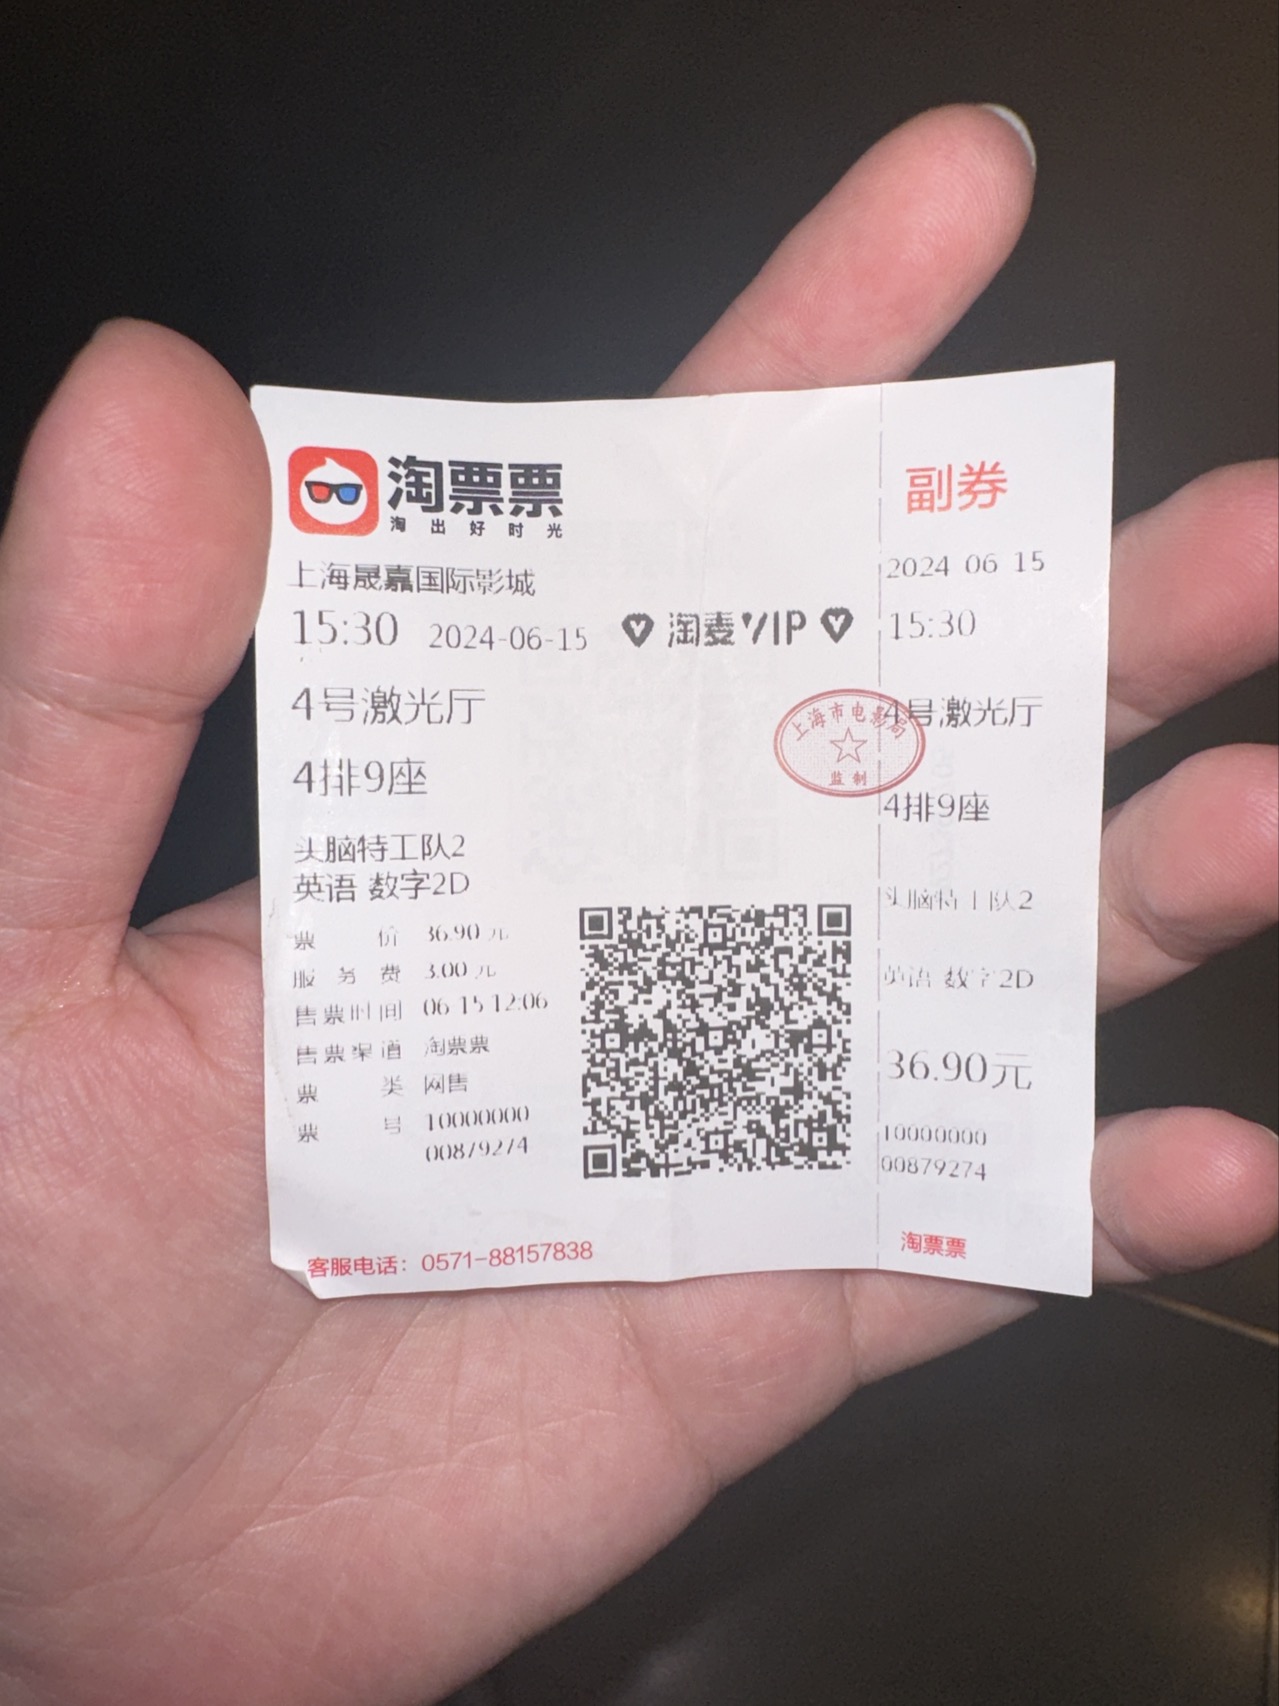 淘票票
淘出好时光
上海晟嘉国际影城
15:30 2024-06-15 淘麦VIP
4号激光厅
4排9座
头脑特工队2
英语 数字2D
票价 36.90元
服务费 3.00元
售票时间 06 15 12:06
售票渠道 淘票票
票类 网售
票号 10000000
00879274
客服电话：0571-88157838
上海市电影局
监制
副券
2024 06 15
15:30
4号激光厅
4排9座
头脑特工队2
英语 数字2D
36.90元
10000000
00879274
淘票票